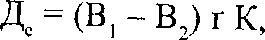 Д_с = (В_1 – В_2) г К,